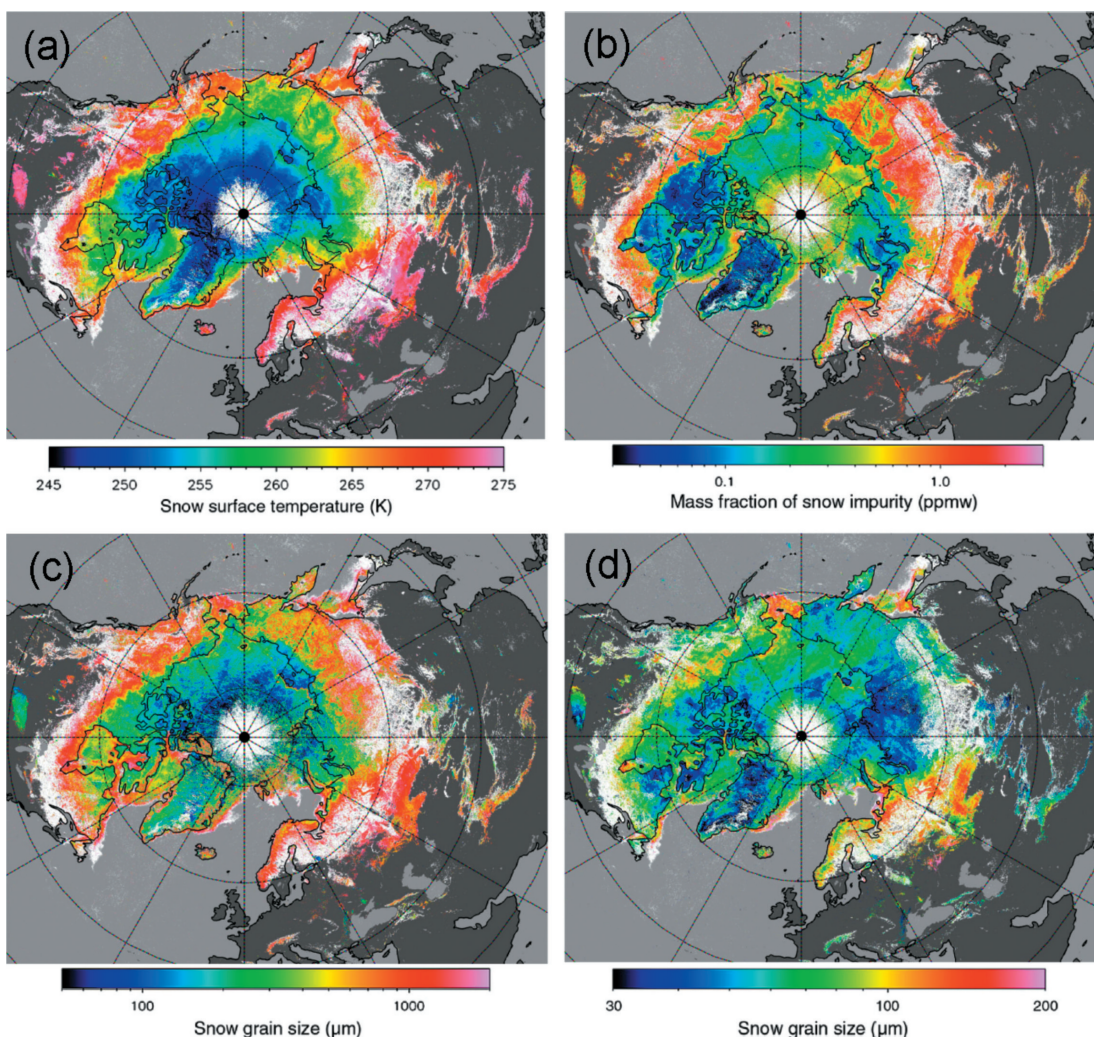 (a)
(b)
245 250 255 260 265 270 275
Snow surface temperature (K)
0.1 1.0
Mass fraction of snow impurity (ppmw)
(c)
(d)
100 1000
Snow grain size (μm)
30 100 200
Snow grain size (μm)